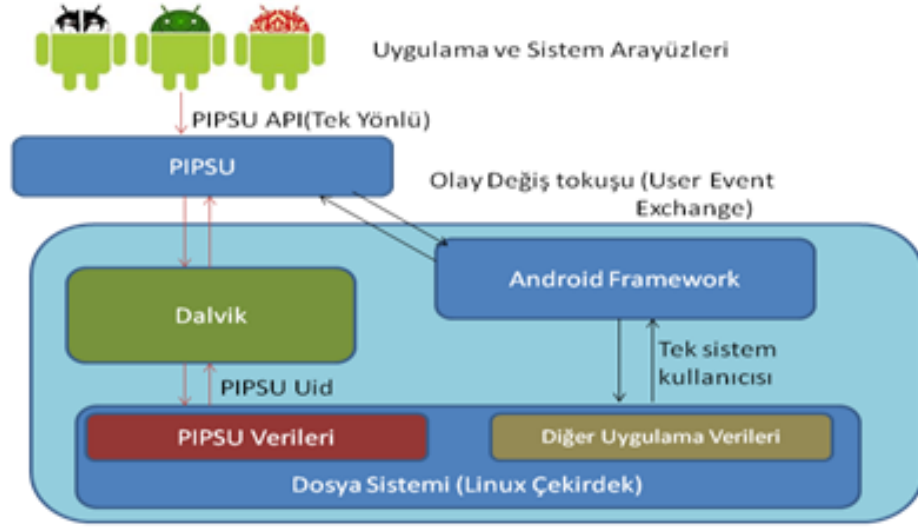 Uygulama ve Sistem Arayüzleri
PIPSU API(Tek Yönlü)
PIPSU
Olay Değiş tokuşu (User Event
Exchange)
Android Framework
Dalvik
Tek sistem
kullanıcısı
PIPSU Uid
PIPSU Verileri
Diğer Uygulama Verileri
Dosya Sistemi (Linux Çekirdek)